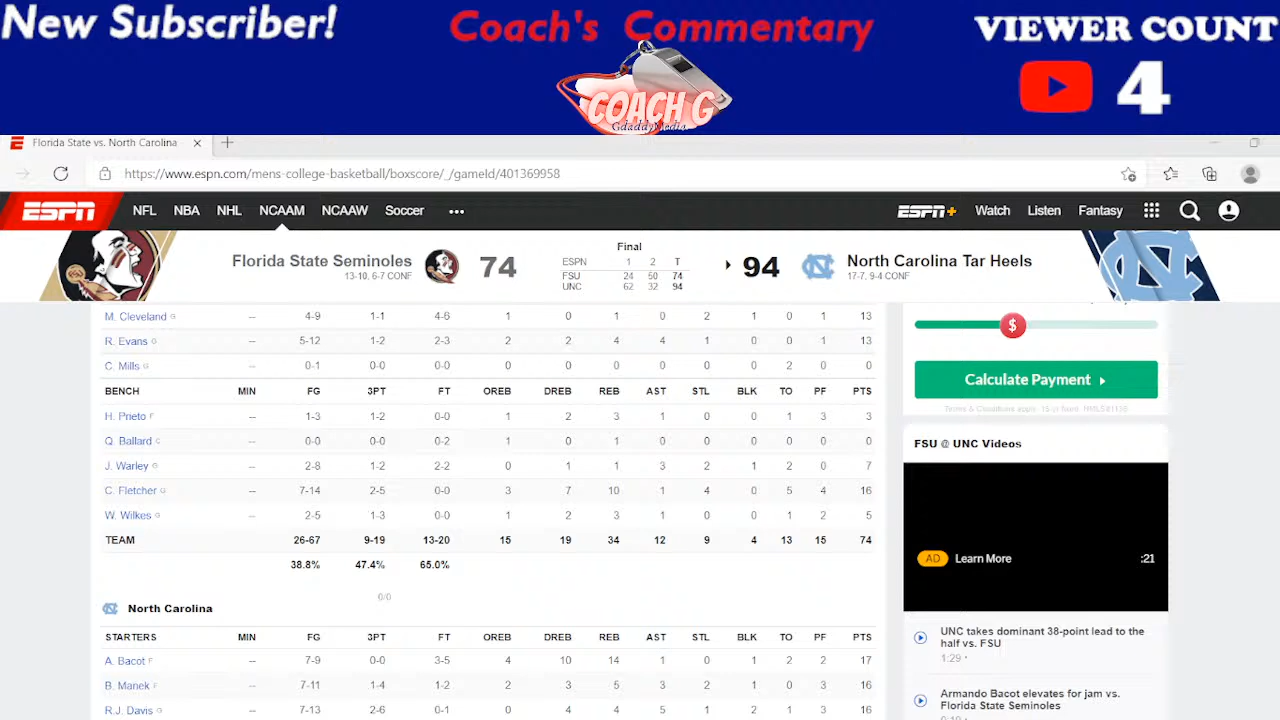 New Subscriber!
Coach's Commentary
VIEWER COUNT
COACH G
GdaddyMedia
4
Florida State vs. North Carolina
https://www.espn.com/mens-college-basketball/boxscore/_/gameId/401369958
ESPN NFL NBA NHL NCAAM NCAAW Soccer ... ESPN+ Watch Listen Fantasy
Final
Florida State Seminoles 74 ESPN 1 2 T 94 North Carolina Tar Heels
13-10, 6-7 CONF FSU 24 50 74 17-7, 9-4 CONF
UNC 62 32 94
M. Cleveland G -- 4-9 1-1 4-6 1 0 1 0 2 1 0 1 13
R. Evans G -- 5-12 1-2 2-3 2 2 4 4 1 0 0 1 13
C. Mills G -- 0-1 0-0 0-0 0 0 0 0 0 0 2 0 0
BENCH MIN FG 3PT FT OREB DREB REB AST STL BLK TO PF PTS
H. Prieto F -- 1-3 1-2 0-0 1 2 3 1 0 0 1 3 3
Q. Ballard C -- 0-0 0-0 0-2 1 0 1 0 0 0 0 0 0
J. Warley G -- 2-8 1-2 2-2 0 1 1 3 2 1 2 0 7
C. Fletcher G -- 7-14 2-5 0-0 3 7 10 1 4 0 5 4 16
W. Wilkes G -- 2-5 1-3 0-0 1 2 3 1 0 0 1 2 5
TEAM 26-67 9-19 13-20 15 19 34 12 9 4 13 15 74
38.8% 47.4% 65.0%
0/0
North Carolina
STARTERS MIN FG 3PT FT OREB DREB REB AST STL BLK TO PF PTS
A. Bacot F -- 7-9 0-0 3-5 4 10 14 1 0 1 2 2 17
B. Manek F -- 7-11 1-4 1-2 2 3 5 3 2 1 0 3 16
R.J. Davis G -- 7-13 2-6 0-1 0 4 4 5 1 2 1 3 16
$
Calculate Payment
FSU @ UNC Videos
AD Learn More :21
UNC takes dominant 38-point lead to the
half vs. FSU
1:29
Armando Bacot elevates for jam vs.
Florida State Seminoles